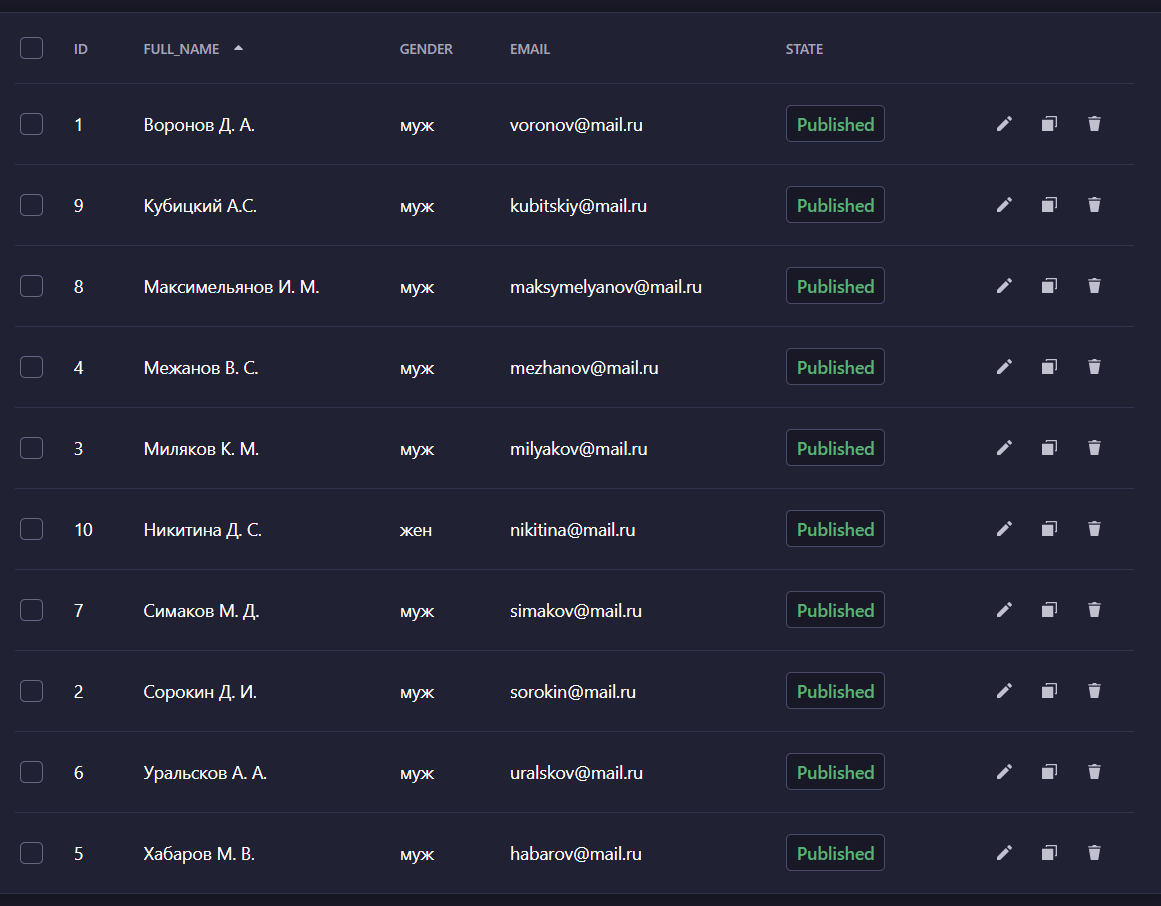 ID FULL_NAME GENDER EMAIL STATE
1 Воронов Д. А. муж voronov@mail.ru Published
9 Кубицкий А.С. муж kubitskiy@mail.ru Published
8 Максимельянов И. М. муж maksymelyanov@mail.ru Published
4 Межанов В. С. муж mezhanov@mail.ru Published
3 Миляков К. М. муж milyakov@mail.ru Published
10 Никитина Д. С. жен nikitina@mail.ru Published
7 Симаков М. Д. муж simakov@mail.ru Published
2 Сорокин Д. И. муж sorokin@mail.ru Published
6 Уральсков А. А. муж uralskov@mail.ru Published
5 Хабаров М. В. муж habarov@mail.ru Published